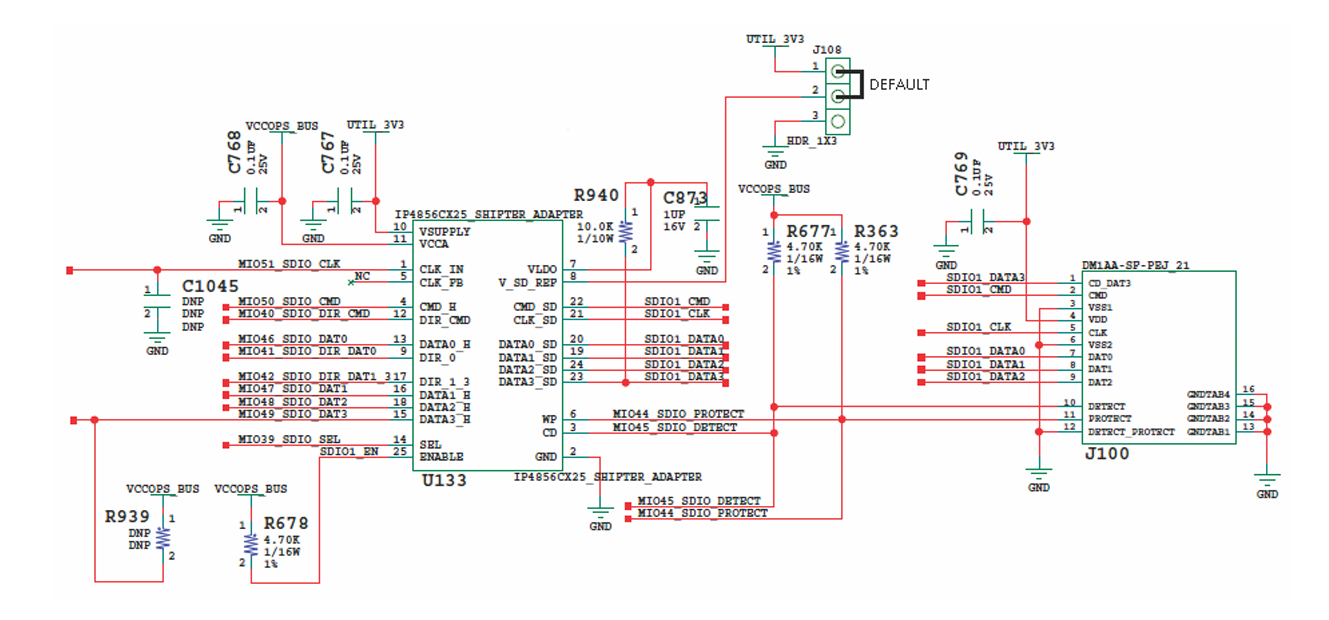 UTIL_3V3
J108
1
2
3
DEFAULT
HDR_1X3
GND
VCCOPS_BUS
UTIL_3V3
C768
0.1UF
25V
1
2
GND
C767
0.1UF
25V
1
2
GND
R940
10.0K
1/10W
1
2
C873
1UF
16V
1
2
GND
VCCOPS_BUS
1
R677
4.70K
1/16W
1%
2
1
R363
4.70K
1/16W
1%
2
UTIL_3V3
C769
0.1UF
25V
1
2
GND
IP4856CX25_SHIFTER_ADAPTER
10 VSUPPLY
11 VCCA
MIO51_SDIO_CLK 1 CLK_IN
NC 5 CLK_FB
MIO50_SDIO_CMD 4 CMD_H
MIO40_SDIO_DIR_CMD 12 DIR_CMD
MIO46_SDIO_DAT0 13 DATA0_H
MIO41_SDIO_DIR_DAT0 9 DIR_0
MIO42_SDIO_DIR_DAT1_3 17 DIR_1_3
MIO47_SDIO_DAT1 16 DATA1_H
MIO48_SDIO_DAT2 18 DATA2_H
MIO49_SDIO_DAT3 15 DATA3_H
MIO39_SDIO_SEL 14 SEL
SDIO1_EN 25 ENABLE
VLDO 7
V_SD_REF 8
CMD_SD 22 SDIO1_CMD
CLK_SD 21 SDIO1_CLK
DATA0_SD 20 SDIO1_DATA0
DATA1_SD 19 SDIO1_DATA1
DATA2_SD 24 SDIO1_DATA2
DATA3_SD 23 SDIO1_DATA3
WP 6 MIO44_SDIO_PROTECT
CD 3 MIO45_SDIO_DETECT
GND 2
U133
IP4856CX25_SHIFTER_ADAPTER
GND
MIO45_SDIO_DETECT
MIO44_SDIO_PROTECT
C1045
DNP
DNP
DNP
1
2
GND
VCCOPS_BUS
R939
DNP
DNP
1
2
VCCOPS_BUS
R678
4.70K
1/16W
1%
1
2
DM1AA-SF-PEJ_21
SDIO1_DATA3 1 CD_DAT3
SDIO1_CMD 2 CMD
3 VSS1
4 VDD
SDIO1_CLK 5 CLK
6 VSS2
SDIO1_DATA0 7 DAT0
SDIO1_DATA1 8 DAT1
SDIO1_DATA2 9 DAT2
10 DETECT
11 PROTECT
12 DETECT_PROTECT
GNDTAB4 16
GNDTAB3 15
GNDTAB2 14
GNDTAB1 13
J100
GND
GND